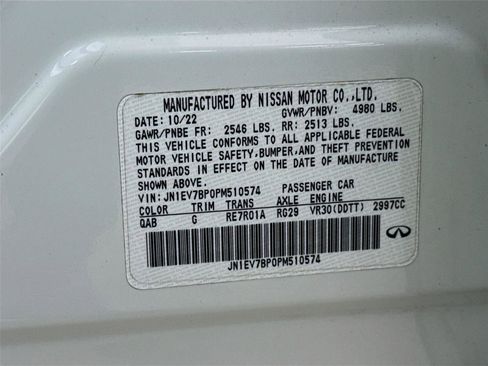 MANUFACTURED BY NISSAN MOTOR CO.,LTD.
DATE: 10/22 GVWR/PNBV: 4980 LBS.
GAWR/PNBE FR: 2546 LBS. RR: 2513 LBS.
THIS VEHICLE CONFORMS TO ALL APPLICABLE FEDERAL
MOTOR VEHICLE SAFETY,BUMPER,AND THEFT PREVENTION
STANDARDS IN EFFECT ON THE DATE OF MANUFACTURE
SHOWN ABOVE.
VIN: JN1EV7BP0PM510574 PASSENGER CAR
COLOR TRIM TRANS AXLE ENGINE
QAB G RE7R01A RG29 VR30(DDTT) 2997CC
JN1EV7BP0PM510574